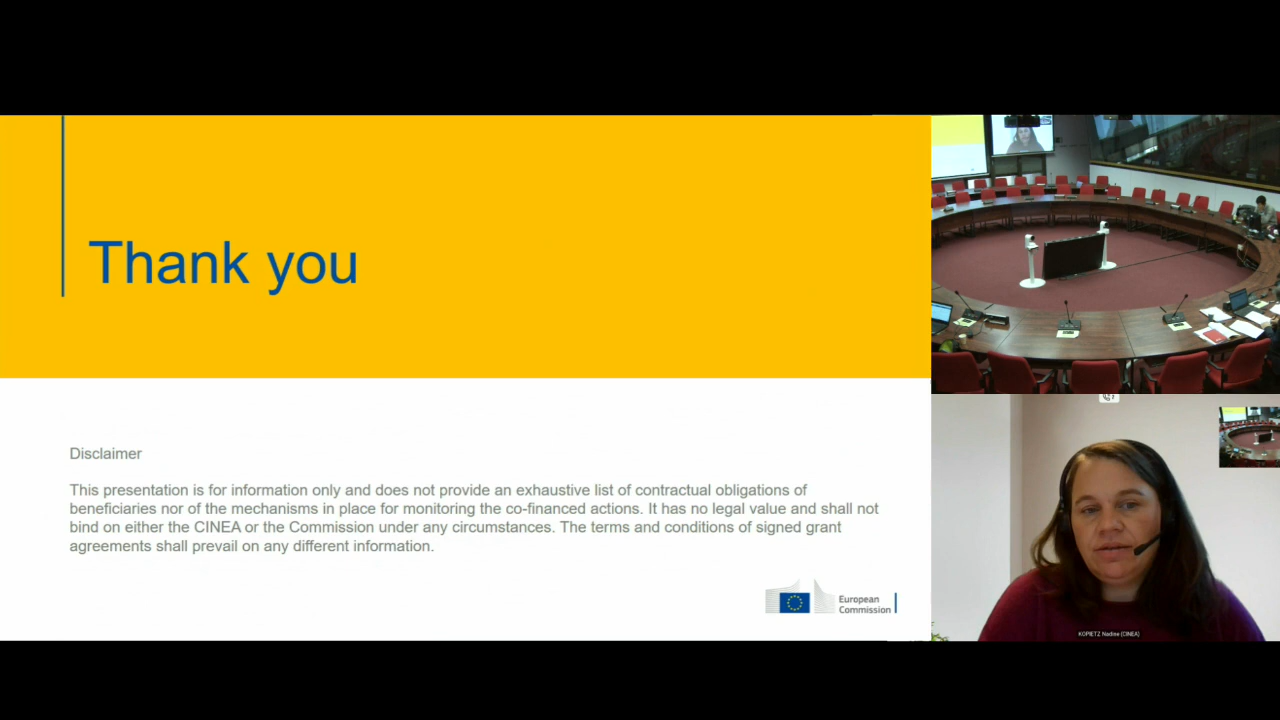 Thank you
Disclaimer
This presentation is for information only and does not provide an exhaustive list of contractual obligations of
beneficiaries nor of the mechanisms in place for monitoring the co-financed actions. It has no legal value and shall not
bind on either the CINEA or the Commission under any circumstances. The terms and conditions of signed grant
agreements shall prevail on any different information.
European
Commission
KOPIETZ Nadine (CINEA)